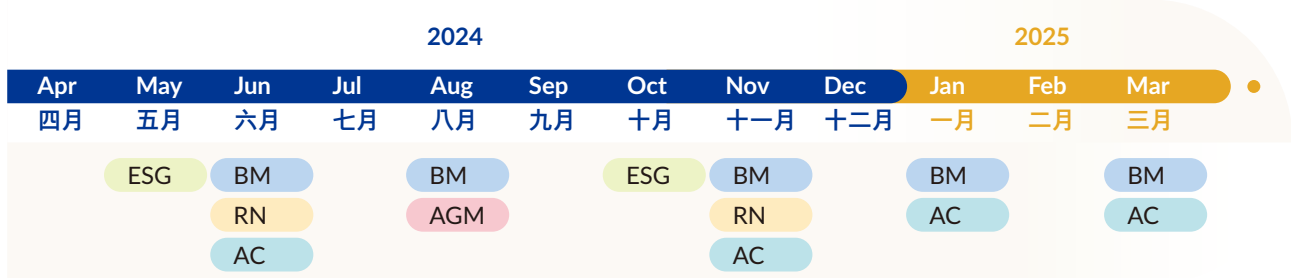 2024 2025
Apr May Jun Jul Aug Sep Oct Nov Dec Jan Feb Mar
四月 五月 六月 七月 八月 九月 十月 十一月 十二月 一月 二月 三月
ESG BM BM ESG BM BM BM
RN AGM RN AC AC
AC AC